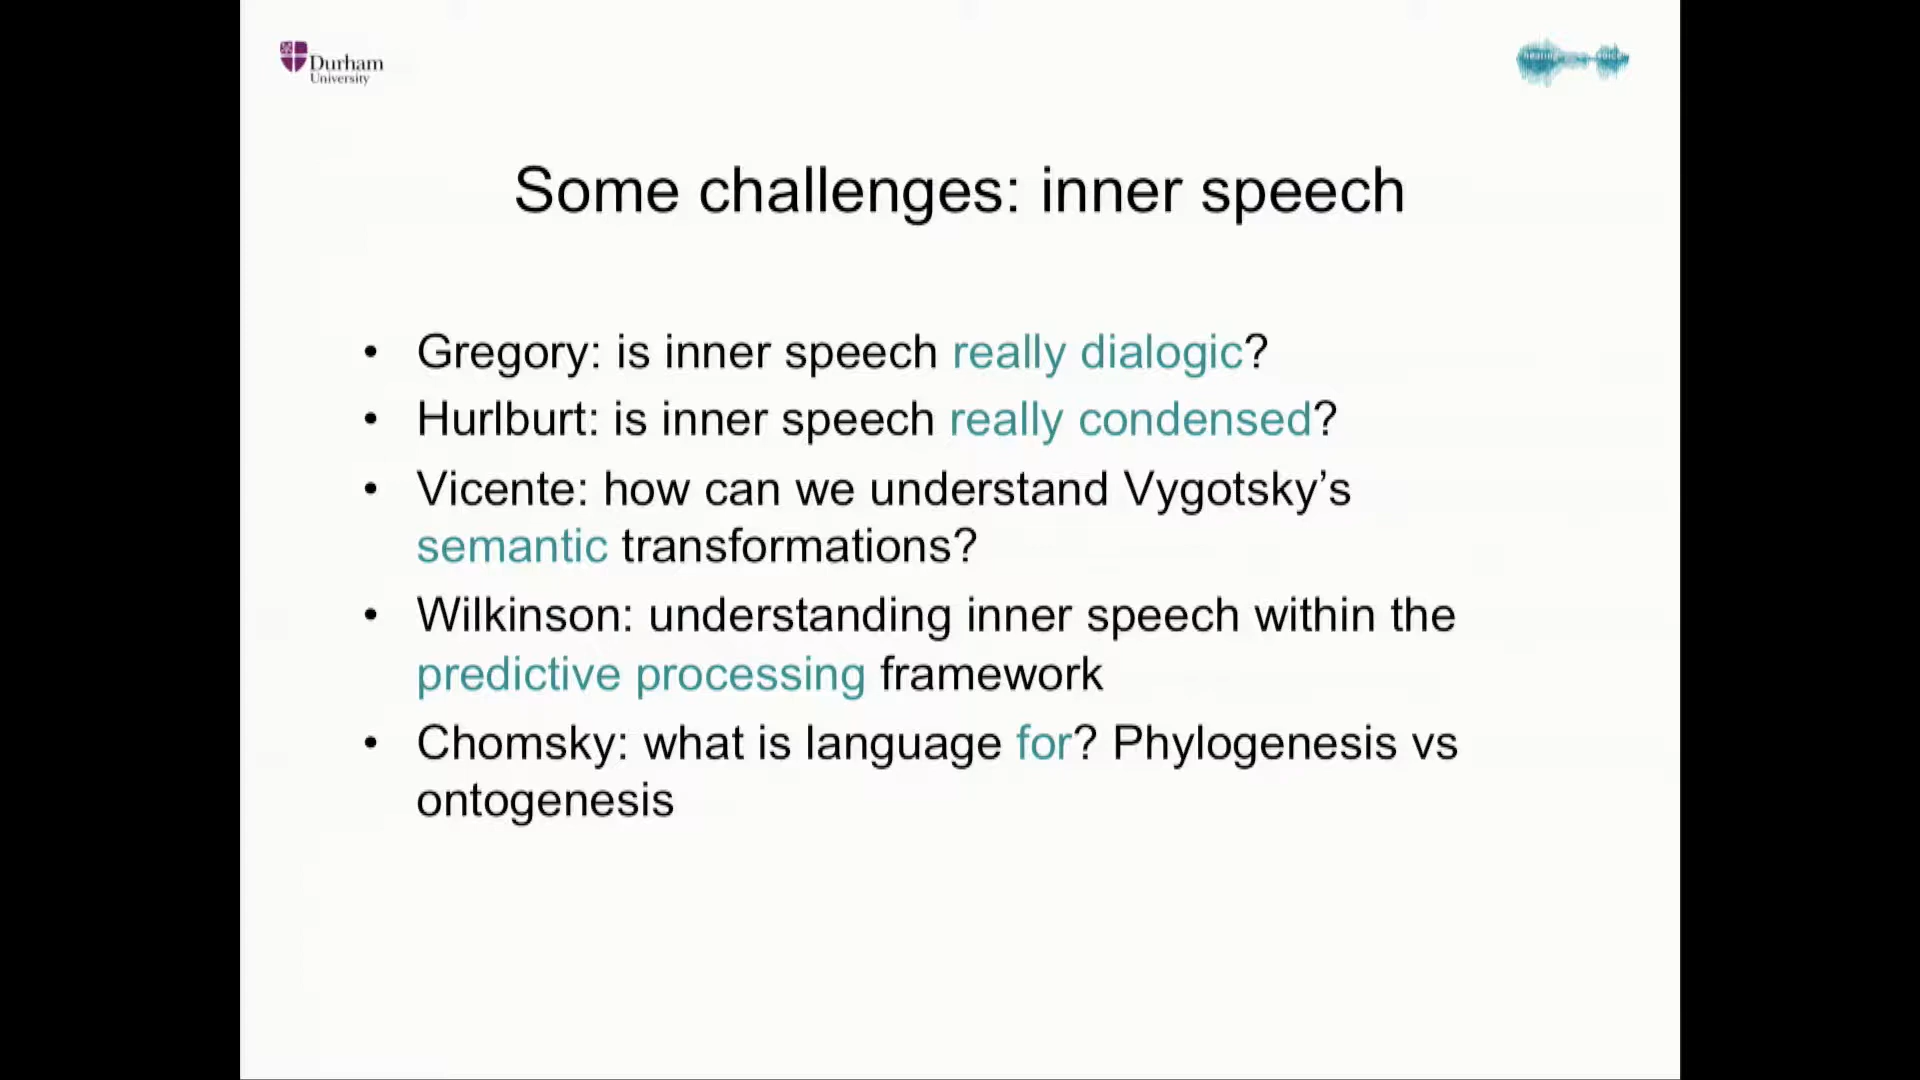 Durham
University
Some challenges: inner speech
• Gregory: is inner speech really dialogic?
• Hurlburt: is inner speech really condensed?
• Vicente: how can we understand Vygotsky’s
semantic transformations?
• Wilkinson: understanding inner speech within the
predictive processing framework
• Chomsky: what is language for? Phylogenesis vs
ontogenesis